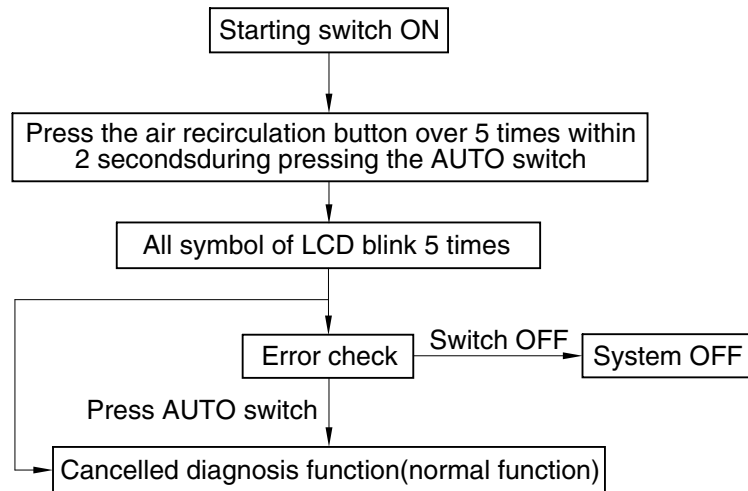 Starting switch ON
Press the air recirculation button over 5 times within
2 secondsduring pressing the AUTO switch
All symbol of LCD blink 5 times
Error check
Switch OFF
System OFF
Press AUTO switch
Cancelled diagnosis function(normal function)